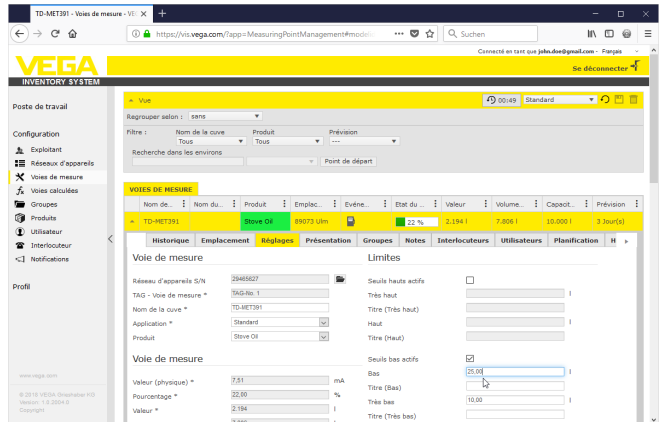 TD-MET391 - Voies de mesure - VEG
https://vis.vega.com/?app=MeasuringPointManagement#model
Suchen
Connecté en tant que john.doe@gmail.com - Français
VEGA
INVENTORY SYSTEM
Se déconnecter
Poste de travail
Configuration
Exploitant
Réseaux d'appareils
Voies de mesure
Voies calculées
Groupes
Produits
Utilisateur
Interlocuteur
Notifications
Profil
www.vega.com
© 2018 VEGA Grieshaber KG
Copyright
Vue
00:49 Standard
Regrouper selon : sans
Filtre : Nom de la cuve Produit Prévision
Tous Tous ---
Recherche dans les environs
Point de départ
VOIES DE MESURE
Nom de... Nom du... Produit Emplac... Evéne... Etat du ... Valeur Volume... Capacit... Prévision
TD-MET391 Stove Oil 89073 Ulm 22 % 2.194 l 7.806 l 10.000 l 3 Jour(s)
Historique Emplacement Réglages Présentation Groupes Notes Interlocuteurs Utilisateurs Planification H
Voie de mesure
Réseau d'appareils S/N 29465627
TAG - Voie de mesure * TAG-No. 1
Nom de la cuve * TD-MET391
Application * Standard
Produit Stove Oil
Voie de mesure
Valeur (physique) * 7,51 mA
Pourcentage * 22,00 %
Valeur * 2.194 l
Limites
Seuils hauts actifs
Très haut l
Titre (Très haut)
Haut l
Titre (Haut)
Seuils bas actifs
Bas 25,00 l
Titre (Bas)
Très bas 10,00 l
Titre (Très bas)